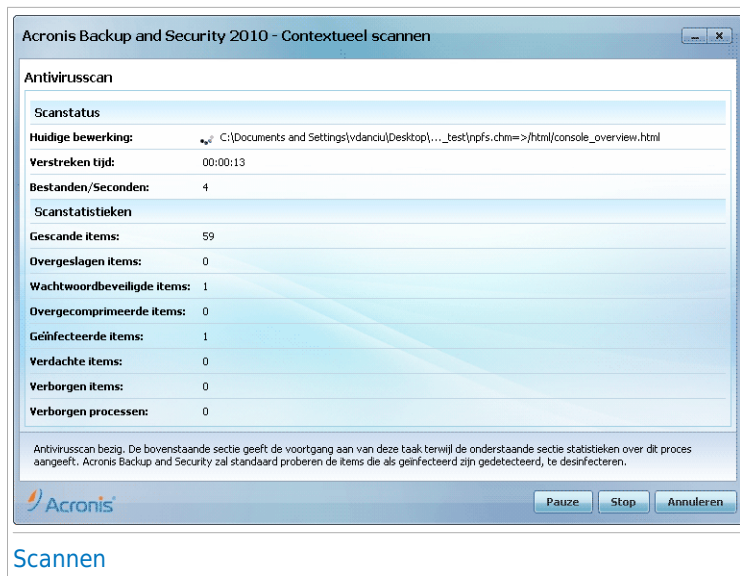 Acronis Backup and Security 2010 - Contextueel scannen
Antivirusscan
Scanstatus
Huidige bewerking: C:\Documents and Settings\vdanciu\Desktop\..._test\npfs.chm=>/html/console_overview.html
Verstreken tijd: 00:00:13
Bestanden/Seconden: 4
Scanstatistieken
Gescande items: 59
Overgeslagen items: 0
Wachtwoordbeveiligde items: 1
Overgecomprimeerde items: 0
Geïnfecteerde items: 1
Verdachte items: 0
Verborgen items: 0
Verborgen processen: 0
Antivirusscan bezig. De bovenstaande sectie geeft de voortgang aan van deze taak terwijl de onderstaande sectie statistieken over dit proces
aangeeft. Acronis Backup and Security zal standaard proberen de items die als geïnfecteerd zijn gedetecteerd, te desinfecteren.
Acronis Pauze Stop Annuleren
Scannen